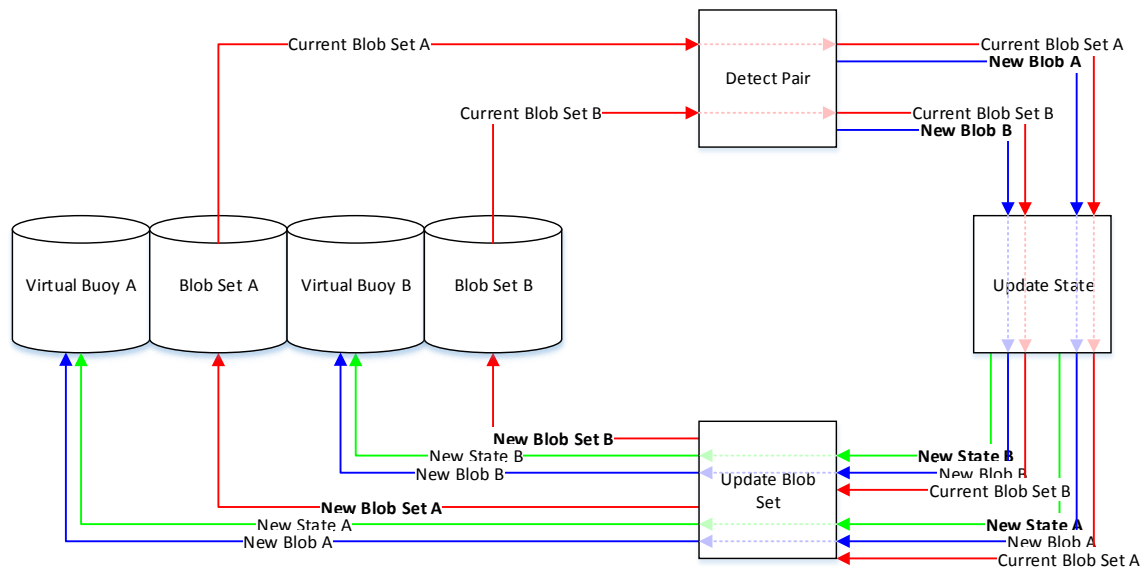 Current Blob Set A
Current Blob Set A
New Blob A
Detect Pair
Current Blob Set B
Current Blob Set B
New Blob B
Virtual Buoy A
Blob Set A
Virtual Buoy B
Blob Set B
Update State
New Blob Set B
New State B
New State B
New Blob B
New Blob B
Update Blob
Set
Current Blob Set B
New Blob Set A
New State A
New State A
New Blob A
New Blob A
Current Blob Set A